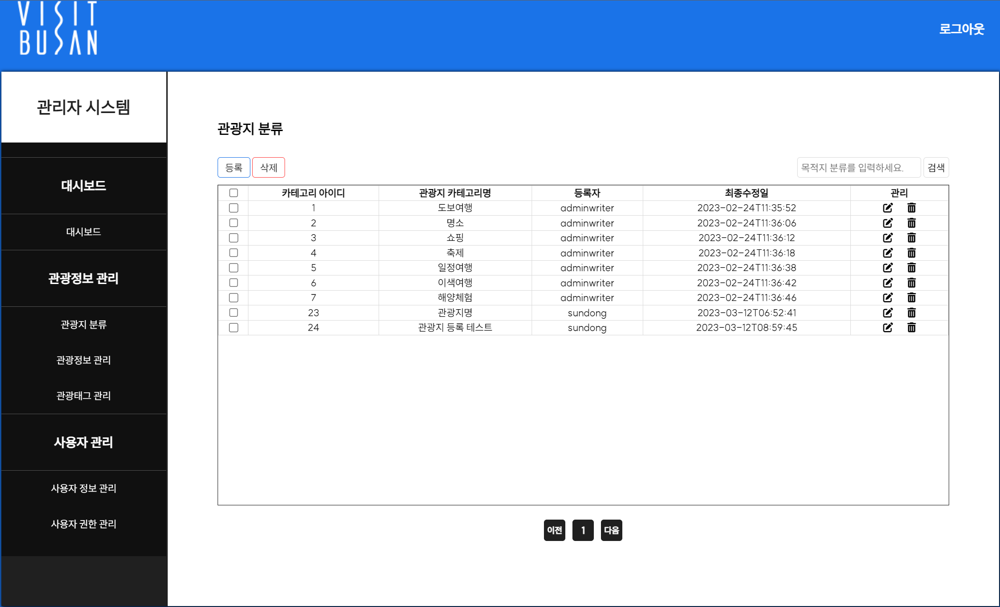 VISIT
BUSAN
로그아웃
관리자 시스템
대시보드
대시보드
관광정보 관리
관광지 분류
관광정보 관리
관광태그 관리
사용자 관리
사용자 정보 관리
사용자 권한 관리
관광지 분류
등록 삭제 목적지 분류를 입력하세요. 검색
카테고리 아이디 관광지 카테고리명 등록자 최종수정일 관리
1 도보여행 adminwriter 2023-02-24T11:35:52
2 명소 adminwriter 2023-02-24T11:36:06
3 쇼핑 adminwriter 2023-02-24T11:36:12
4 축제 adminwriter 2023-02-24T11:36:18
5 일정여행 adminwriter 2023-02-24T11:36:38
6 이색여행 adminwriter 2023-02-24T11:36:42
7 해양체험 adminwriter 2023-02-24T11:36:46
23 관광지명 sundong 2023-03-12T06:52:41
24 관광지 등록 테스트 sundong 2023-03-12T08:59:45
이전 1 다음